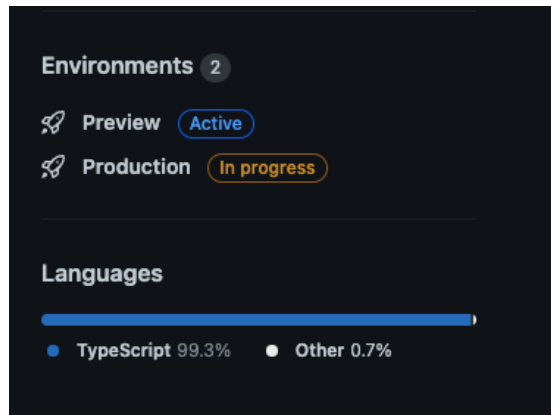 Environments 2
Preview Active
Production In progress
Languages
TypeScript 99.3% Other 0.7%